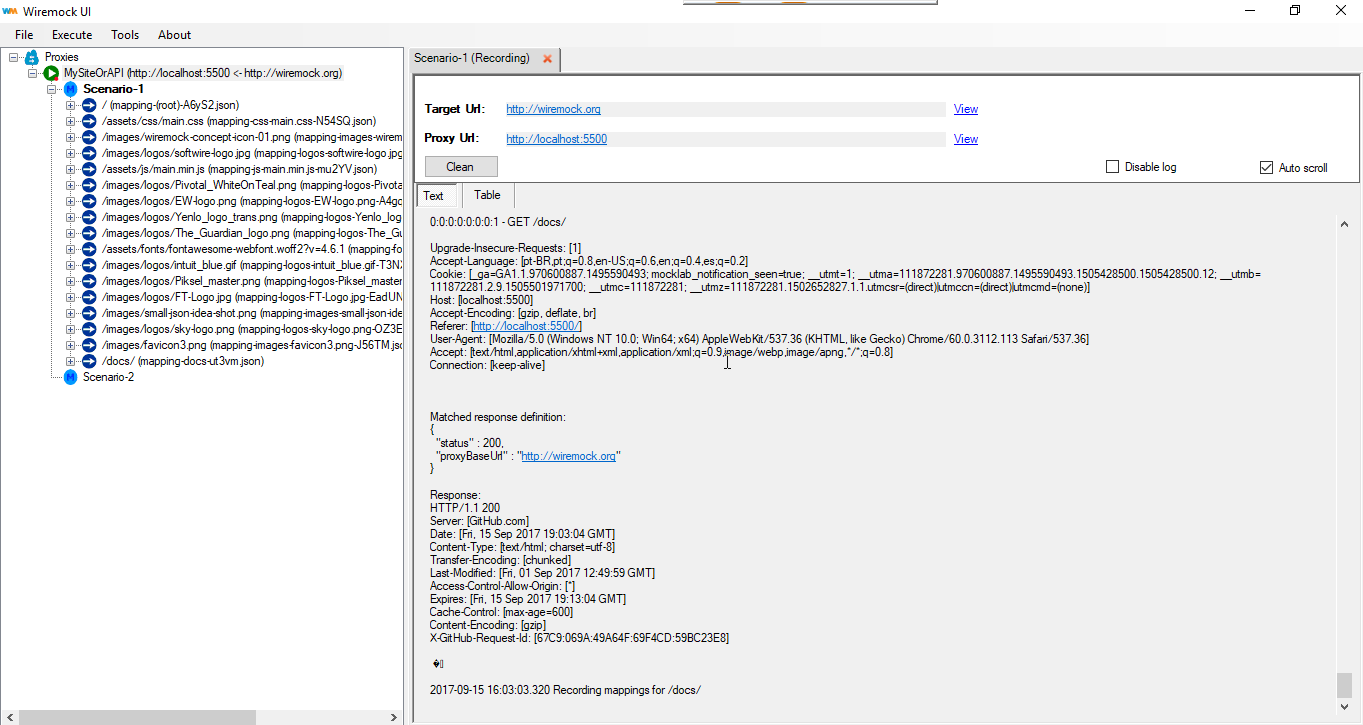 WM Wiremock UI
File Execute Tools About
Proxies
MySiteOrAPI (http://localhost:5500 <- http://wiremock.org)
Scenario-1
/ (mapping-(root)-A6yS2.json)
/assets/css/main.css (mapping-css-main.css-N54SQ.json)
/images/wiremock-concept-icon-01.png (mapping-images-wirem
/images/logos/softwire-logo.jpg (mapping-logos-softwire-logo.jpg
/assets/js/main.min.js (mapping-js-main.min.js-mu2YV.json)
/images/logos/Pivotal_WhiteOnTeal.png (mapping-logos-Pivota
/images/logos/EW-logo.png (mapping-logos-EW-logo.png-A4gc
/images/logos/Yenlo_logo_trans.png (mapping-logos-Yenlo_log
/images/logos/The_Guardian_logo.png (mapping-logos-The_Gu
/assets/fonts/fontawesome-webfont.woff2?v=4.6.1 (mapping-fo
/images/logos/intuit_blue.gif (mapping-logos-intuit_blue.gif-T3N
/images/logos/Piksel_master.png (mapping-logos-Piksel_master
/images/logos/FT-Logo.jpg (mapping-logos-FT-Logo.jpg-EadUN
/images/small-json-idea-shot.png (mapping-images-small-json-ide
/images/logos/sky-logo.png (mapping-logos-sky-logo.png-OZ3E
/images/favicon3.png (mapping-images-favicon3.png-J56TM.jsc
/docs/ (mapping-docs-ut3vm.json)
Scenario-2
Scenario-1 (Recording)
Target Url: http://wiremock.org View
Proxy Url: http://localhost:5500 View
Clean Disable log Auto scroll
Text Table
0:0:0:0:0:0:0:1 - GET /docs/
Upgrade-Insecure-Requests: [1]
Accept-Language: [pt-BR,pt;q=0.8,en-US;q=0.6,en;q=0.4,es;q=0.2]
Cookie: [_ga=GA1.1.970600887.1495590493; mocklab_notification_seen=true; __utmt=1; __utma=111872281.970600887.1495590493.1505428500.1505428500.12; __utmb=
111872281.2.9.1505501971700; __utmc=111872281; __utmz=111872281.1502652827.1.1.utmcsr=(direct)|utmccn=(direct)|utmcmd=(none)]
Host: [localhost:5500]
Accept-Encoding: [gzip, deflate, br]
Referer: [http://localhost:5500/]
User-Agent: [Mozilla/5.0 (Windows NT 10.0; Win64; x64) AppleWebKit/537.36 (KHTML, like Gecko) Chrome/60.0.3112.113 Safari/537.36]
Accept: [text/html,application/xhtml+xml,application/xml;q=0.9,image/webp,image/apng,*/*;q=0.8]
Connection: [keep-alive]
Matched response definition:
{
"status" : 200,
"proxyBaseUrl" : "http://wiremock.org"
}
Response:
HTTP/1.1 200
Server: [GitHub.com]
Date: [Fri, 15 Sep 2017 19:03:04 GMT]
Content-Type: [text/html; charset=utf-8]
Transfer-Encoding: [chunked]
Last-Modified: [Fri, 01 Sep 2017 12:49:59 GMT]
Access-Control-Allow-Origin: [*]
Expires: [Fri, 15 Sep 2017 19:13:04 GMT]
Cache-Control: [max-age=600]
Content-Encoding: [gzip]
X-GitHub-Request-Id: [67C9:069A:49A64F:69F4CD:59BC23E8]
2017-09-15 16:03:03.320 Recording mappings for /docs/